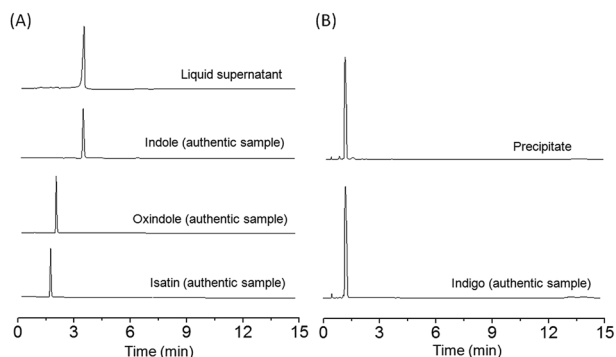 (A)
Liquid supernatant
Indole (authentic sample)
Oxindole (authentic sample)
Isatin (authentic sample)
0 3 6 9 12 15
Time (min)
(B)
Precipitate
Indigo (authentic sample)
0 3 6 9 12 15
Time (min)